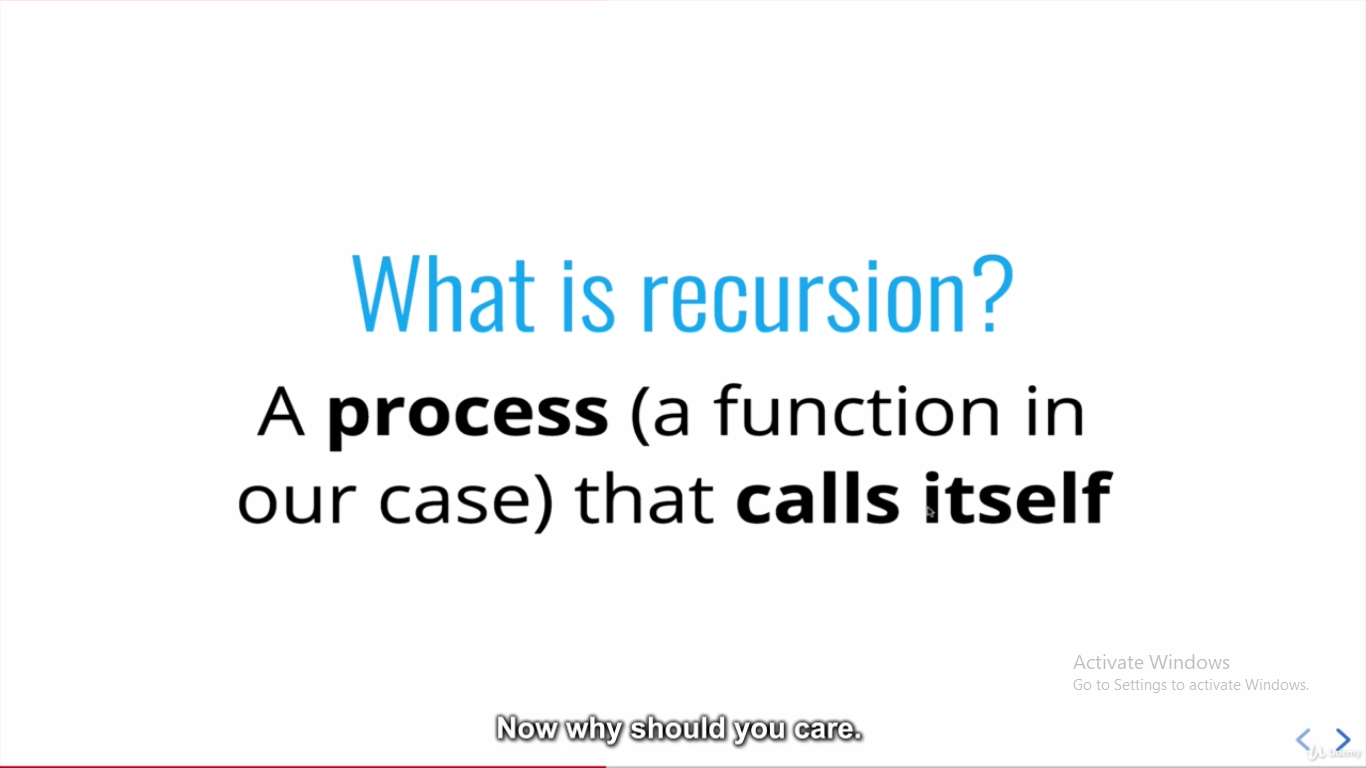 What is recursion?
A process (a function in
our case) that calls itself
Activate Windows
Go to Settings to activate Windows.
Now why should you care.
Udemy